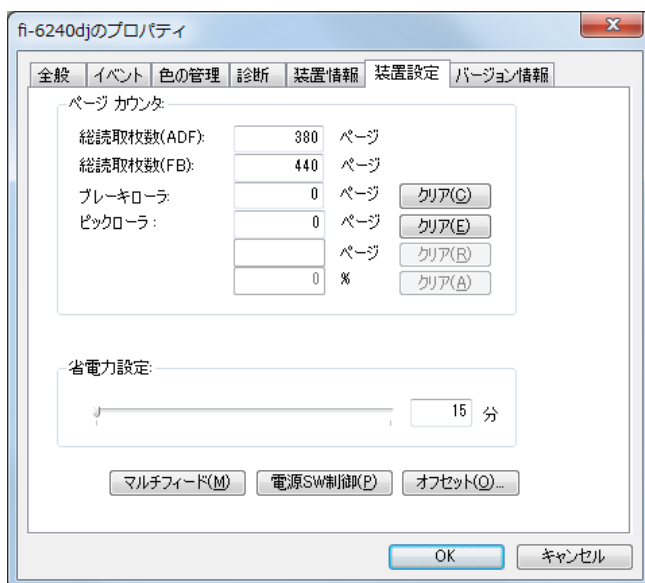 fi-6240djのプロパティ
全般 イベント 色の管理 診断 装置情報 装置設定 バージョン情報
ページ カウンタ:
総読取枚数(ADF): 380 ページ
総読取枚数(FB): 440 ページ
ブレーキローラ: 0 ページ クリア(C)
ピックローラ: 0 ページ クリア(E)
ページ クリア(R)
0 % クリア(A)
省電力設定:
15 分
マルチフィード(M) 電源SW制御(P) オフセット(O)...
OK キャンセル